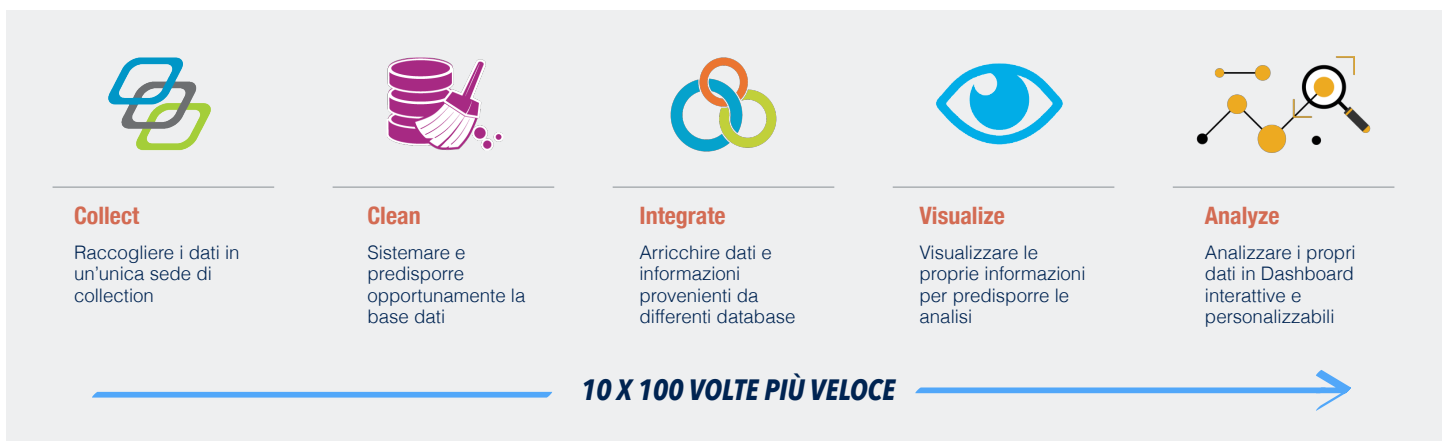 Collect
Raccogliere i dati in
un'unica sede di
collection
Clean
Sistemare e
predisporre
opportunamente la
base dati
Integrate
Arricchire dati e
informazioni
provenienti da
differenti database
Visualize
Visualizzare le
proprie informazioni
per predisporre le
analisi
Analyze
Analizzare i propri
dati in Dashboard
interattive e
personalizzabili
10 X 100 VOLTE PIÙ VELOCE